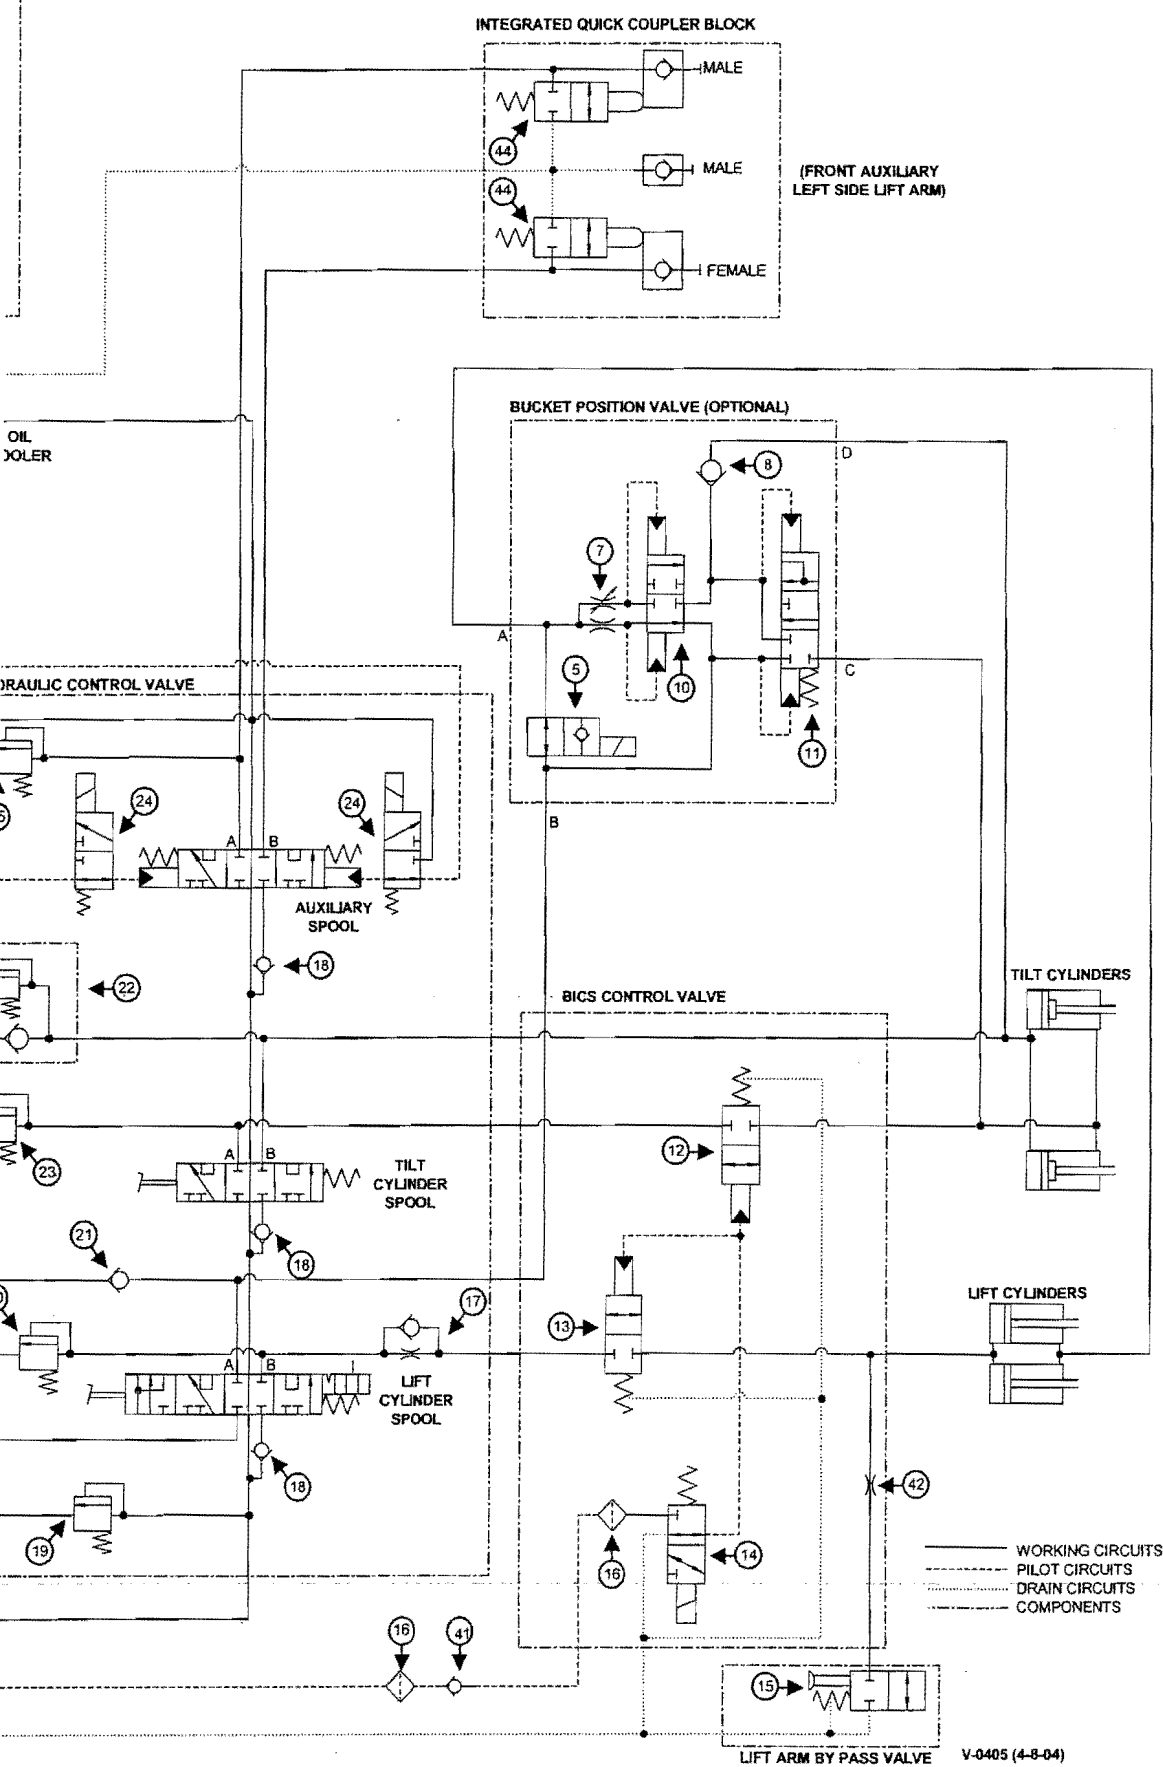 INTEGRATED QUICK COUPLER BLOCK
MALE
44
MALE
(FRONT AUXILIARY
LEFT SIDE LIFT ARM)
44
FEMALE
BUCKET POSITION VALVE (OPTIONAL)
OIL
D
8
7
A
5
10
C
11
B
24
24
A B
AUXILIARY
SPOOL
18
22
TILT CYLINDERS
BICS CONTROL VALVE
12
23
A B
TILT
CYLINDER
SPOOL
21
18
17
LIFT CYLINDERS
13
A B
LIFT
CYLINDER
SPOOL
18
42
19
16
14
WORKING CIRCUITS
PILOT CIRCUITS
DRAIN CIRCUITS
COMPONENTS
16
41
15
LIFT ARM BY PASS VALVE
V-0405 (4-8-04)